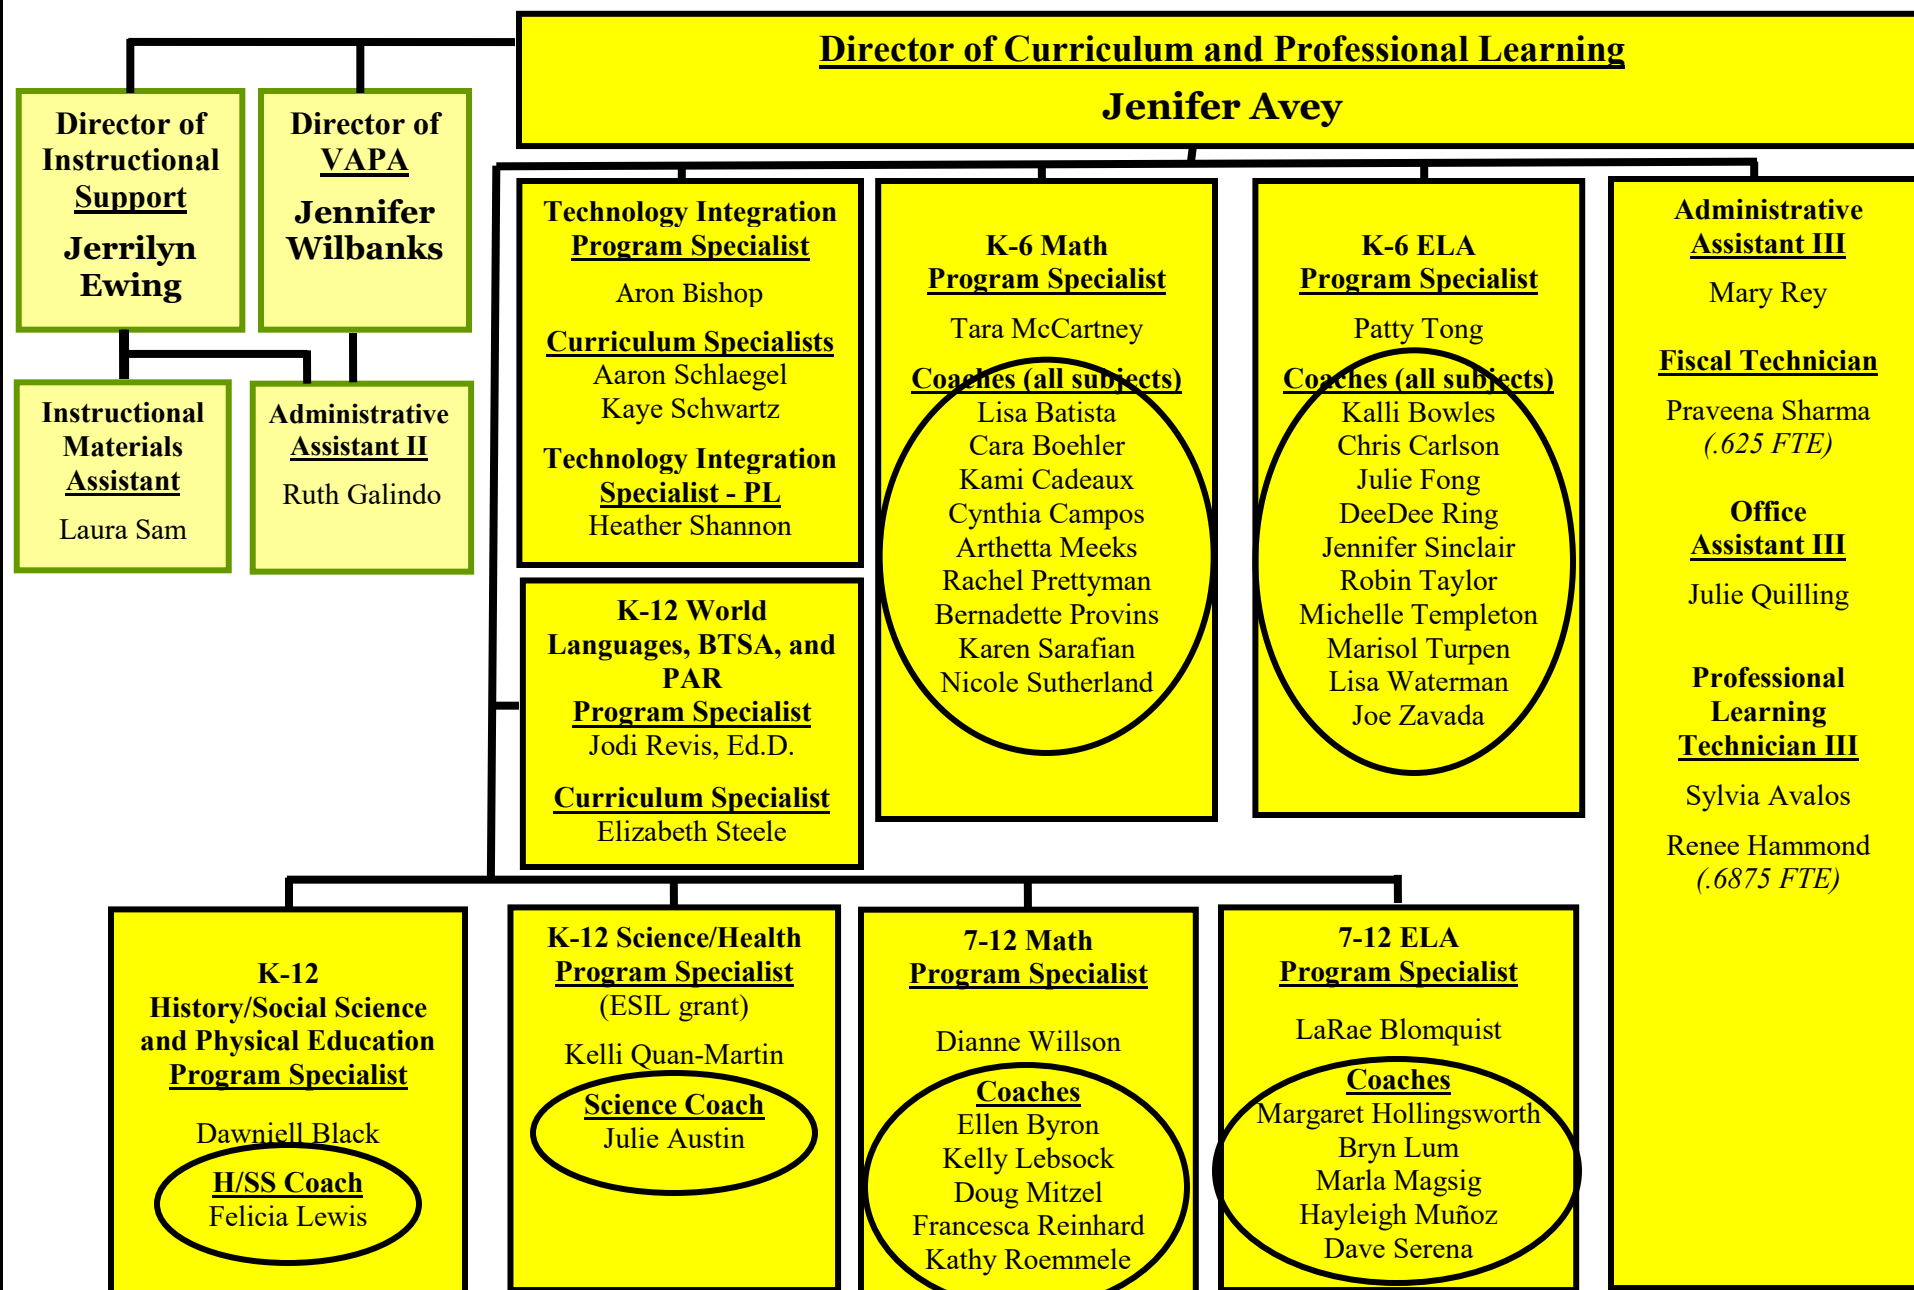 Director of Curriculum and Professional Learning
Jenifer Avey
Director of
Instructional
Support
Jerrilyn
Ewing
Director of
VAPA
Jennifer
Wilbanks
Instructional
Materials
Assistant
Laura Sam
Administrative
Assistant II
Ruth Galindo
Technology Integration
Program Specialist
Aron Bishop
Curriculum Specialists
Aaron Schlaegel
Kaye Schwartz
Technology Integration
Specialist - PL
Heather Shannon
K-12 World
Languages, BTSA, and
PAR
Program Specialist
Jodi Revis, Ed.D.
Curriculum Specialist
Elizabeth Steele
K-6 Math
Program Specialist
Tara McCartney
Coaches (all subjects)
Lisa Batista
Cara Boehler
Kami Cadeaux
Cynthia Campos
Arthetta Meeks
Rachel Prettyman
Bernadette Provins
Karen Sarafian
Nicole Sutherland
K-6 ELA
Program Specialist
Patty Tong
Coaches (all subjects)
Kalli Bowles
Chris Carlson
Julie Fong
DeeDee Ring
Jennifer Sinclair
Robin Taylor
Michelle Templeton
Marisol Turpen
Lisa Waterman
Joe Zavada
Administrative
Assistant III
Mary Rey
Fiscal Technician
Praveena Sharma
(.625 FTE)
Office
Assistant III
Julie Quilling
Professional
Learning
Technician III
Sylvia Avalos
Renee Hammond
(.6875 FTE)
K-12
History/Social Science
and Physical Education
Program Specialist
Dawniell Black
H/SS Coach
Felicia Lewis
K-12 Science/Health
Program Specialist
(ESIL grant)
Kelli Quan-Martin
Science Coach
Julie Austin
7-12 Math
Program Specialist
Dianne Willson
Coaches
Ellen Byron
Kelly Lebsock
Doug Mitzel
Francesca Reinhard
Kathy Roemmele
7-12 ELA
Program Specialist
LaRae Blomquist
Coaches
Margaret Hollingsworth
Bryn Lum
Marla Magsig
Hayleigh Muñoz
Dave Serena